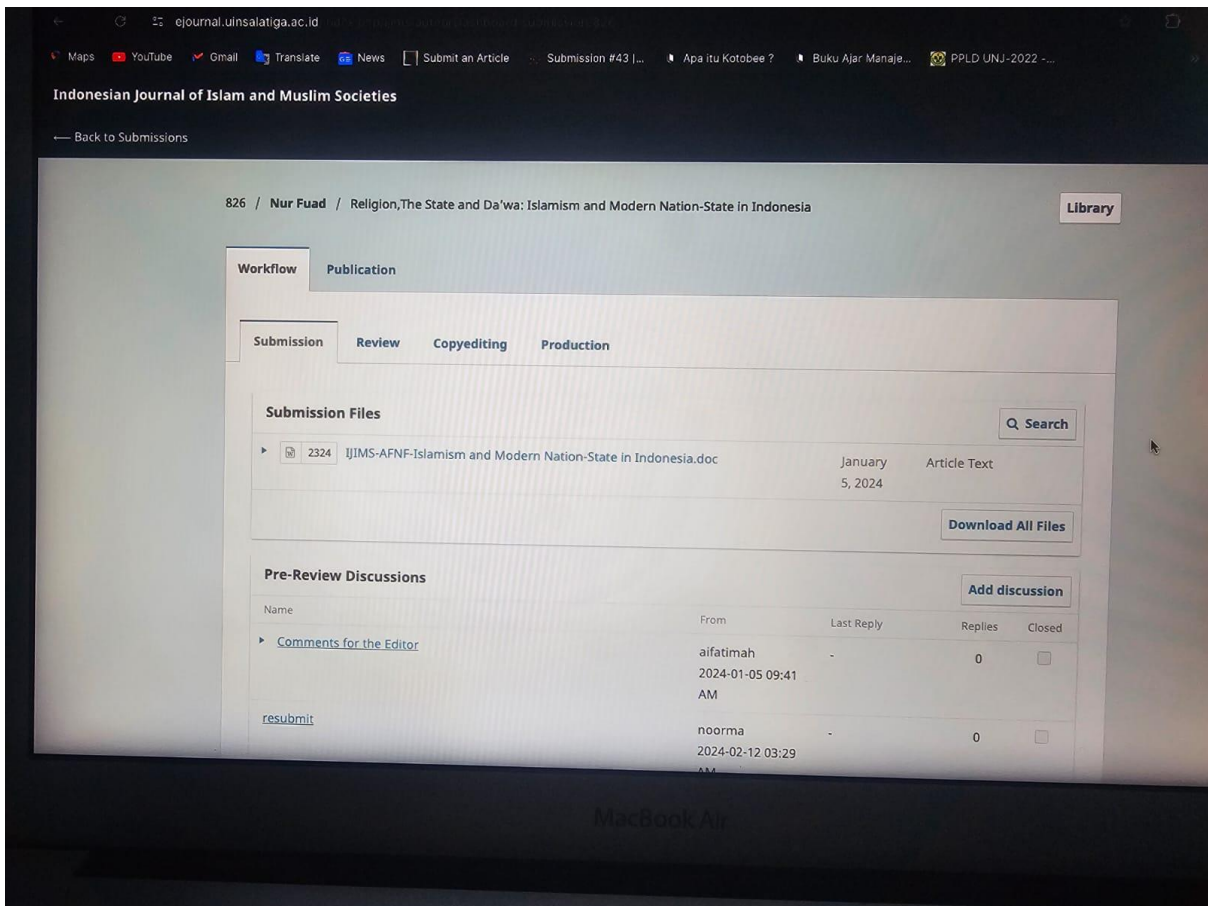 ejournal.uinsalatiga.ac.id
Maps YouTube Gmail Translate News Submit an Article Submission #43 |... Apa itu Kotobee ? Buku Ajar Manaje... PPLD UNJ-2022 -...
Indonesian Journal of Islam and Muslim Societies
← Back to Submissions
826 / Nur Fuad / Religion,The State and Da'wa: Islamism and Modern Nation-State in Indonesia
Library
Workflow Publication
Submission Review Copyediting Production
Submission Files
Search
2324 IJIMS-AFNF-Islamism and Modern Nation-State in Indonesia.doc January 5, 2024 Article Text
Download All Files
Pre-Review Discussions
Add discussion
Name From Last Reply Replies Closed
Comments for the Editor aifatimah - 0
2024-01-05 09:41
AM
resubmit noorma - 0
2024-02-12 03:29
AM
MacBook Air